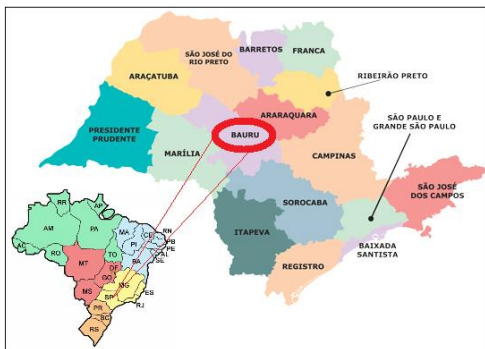 BARRETOS
FRANCA
SÃO JOSÉ DO
RIO PRETO
ARAÇATUBA
RIBEIRÃO PRETO
ARARAQUARA
SÃO PAULO E
GRANDE SÃO PAULO
PRESIDENTE
PRUDENTE
BAURU
MARÍLIA
CAMPINAS
SÃO JOSÉ
DOS CAMPOS
SOROCABA
ITAPEVA
BAIXADA
SANTISTA
REGISTRO
RR
AP
AM
PA
MA
CE
RN
PB
PE
AL
SE
PI
AC
RO
TO
BA
MT
DF
GO
MG
ES
MS
SP
RJ
PR
SC
RS